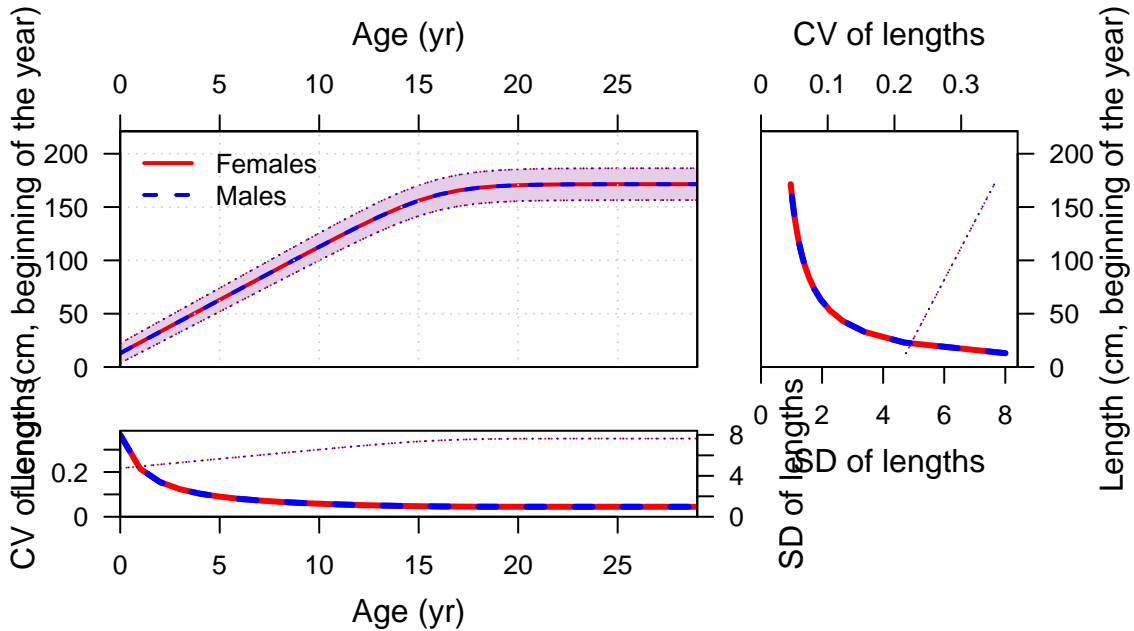 Age (yr)
CV of lengths
0 5 10 15 20 25
0 0.1 0.2 0.3
Length (cm, beginning of the year)
200
150
100
50
0
Females
Males
200
150
100
50
0
Length (cm, beginning of the year)
0 2 4 6 8
SD of lengths
CV of lengths
0.2
0
8
4
0
SD of lengths
0 5 10 15 20 25
Age (yr)